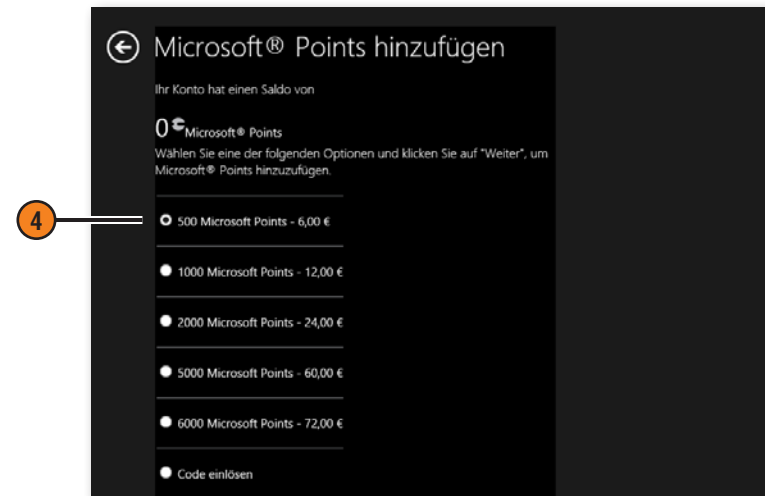 Microsoft® Points hinzufügen
Ihr Konto hat einen Saldo von
0 Microsoft® Points
Wählen Sie eine der folgenden Optionen und klicken Sie auf "Weiter", um
Microsoft® Points hinzuzufügen.
4
500 Microsoft Points - 6,00 €
1000 Microsoft Points - 12,00 €
2000 Microsoft Points - 24,00 €
5000 Microsoft Points - 60,00 €
6000 Microsoft Points - 72,00 €
Code einlösen